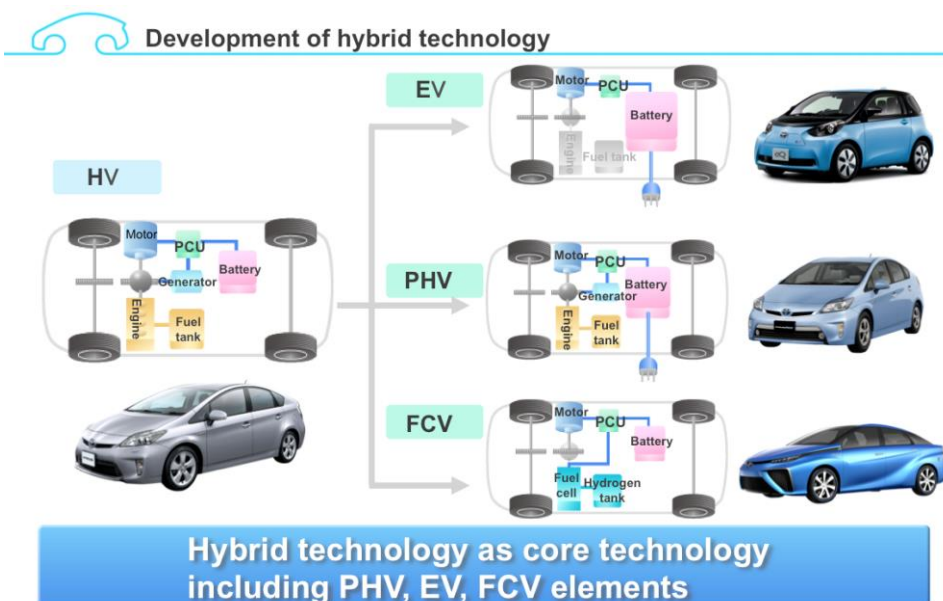 Development of hybrid technology
HV
Motor
PCU
Battery
Generator
Engine
Fuel
tank
EV
Motor
PCU
Battery
Engine
Fuel tank
eQ
PHV
Motor
PCU
Battery
Generator
Engine
Fuel
tank
FCV
Motor
PCU
Battery
Fuel
cell
Hydrogen
tank
Hybrid technology as core technology
including PHV, EV, FCV elements